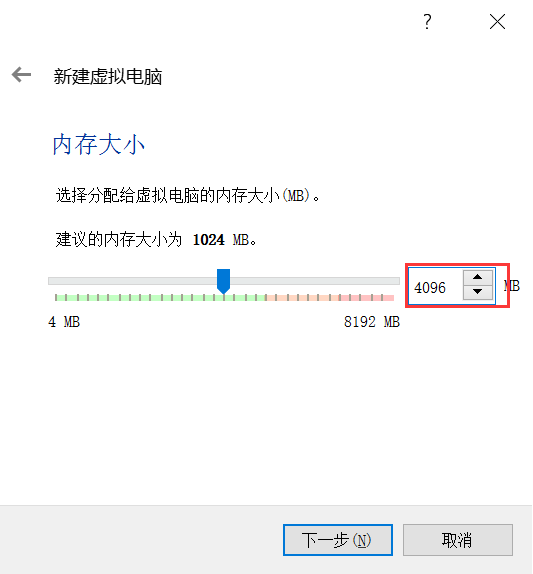 ?
新建虚拟电脑
内存大小
选择分配给虚拟电脑的内存大小(MB)。
建议的内存大小为 1024 MB。
4096 MB
4 MB 8192 MB
下一步(N) 取消